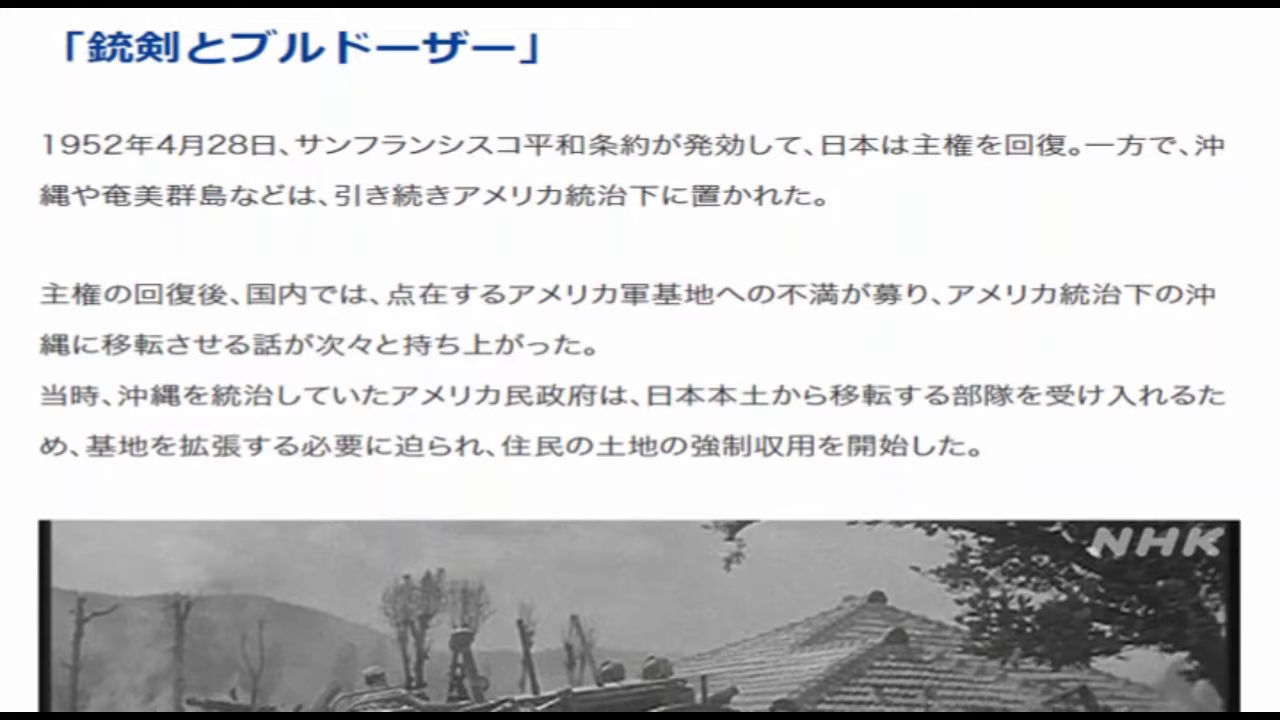 「銃剣とブルドーザー」
1952年4月28日、サンフランシスコ平和条約が発効して、日本は主権を回復。一方で、沖
縄や奄美群島などは、引き続きアメリカ統治下に置かれた。
主権の回復後、国内では、点在するアメリカ軍基地への不満が募り、アメリカ統治下の沖
縄に移転させる話が次々と持ち上がった。
当時、沖縄を統治していたアメリカ民政府は、日本本土から移転する部隊を受け入れるた
め、基地を拡張する必要に迫られ、住民の土地の強制収用を開始した。
NHK